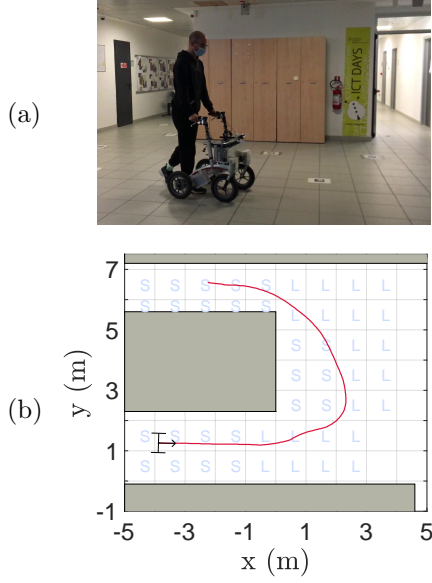 (a)
ICT DAYS
(b)
y (m)
7
5
3
1
-1
S S S S S L L L L
S S S S S L L L L
S S L L
S S L L
S S L L
S S S S L L L L
S S S S L L L L
-5 -3 -1 1 3 5
x (m)